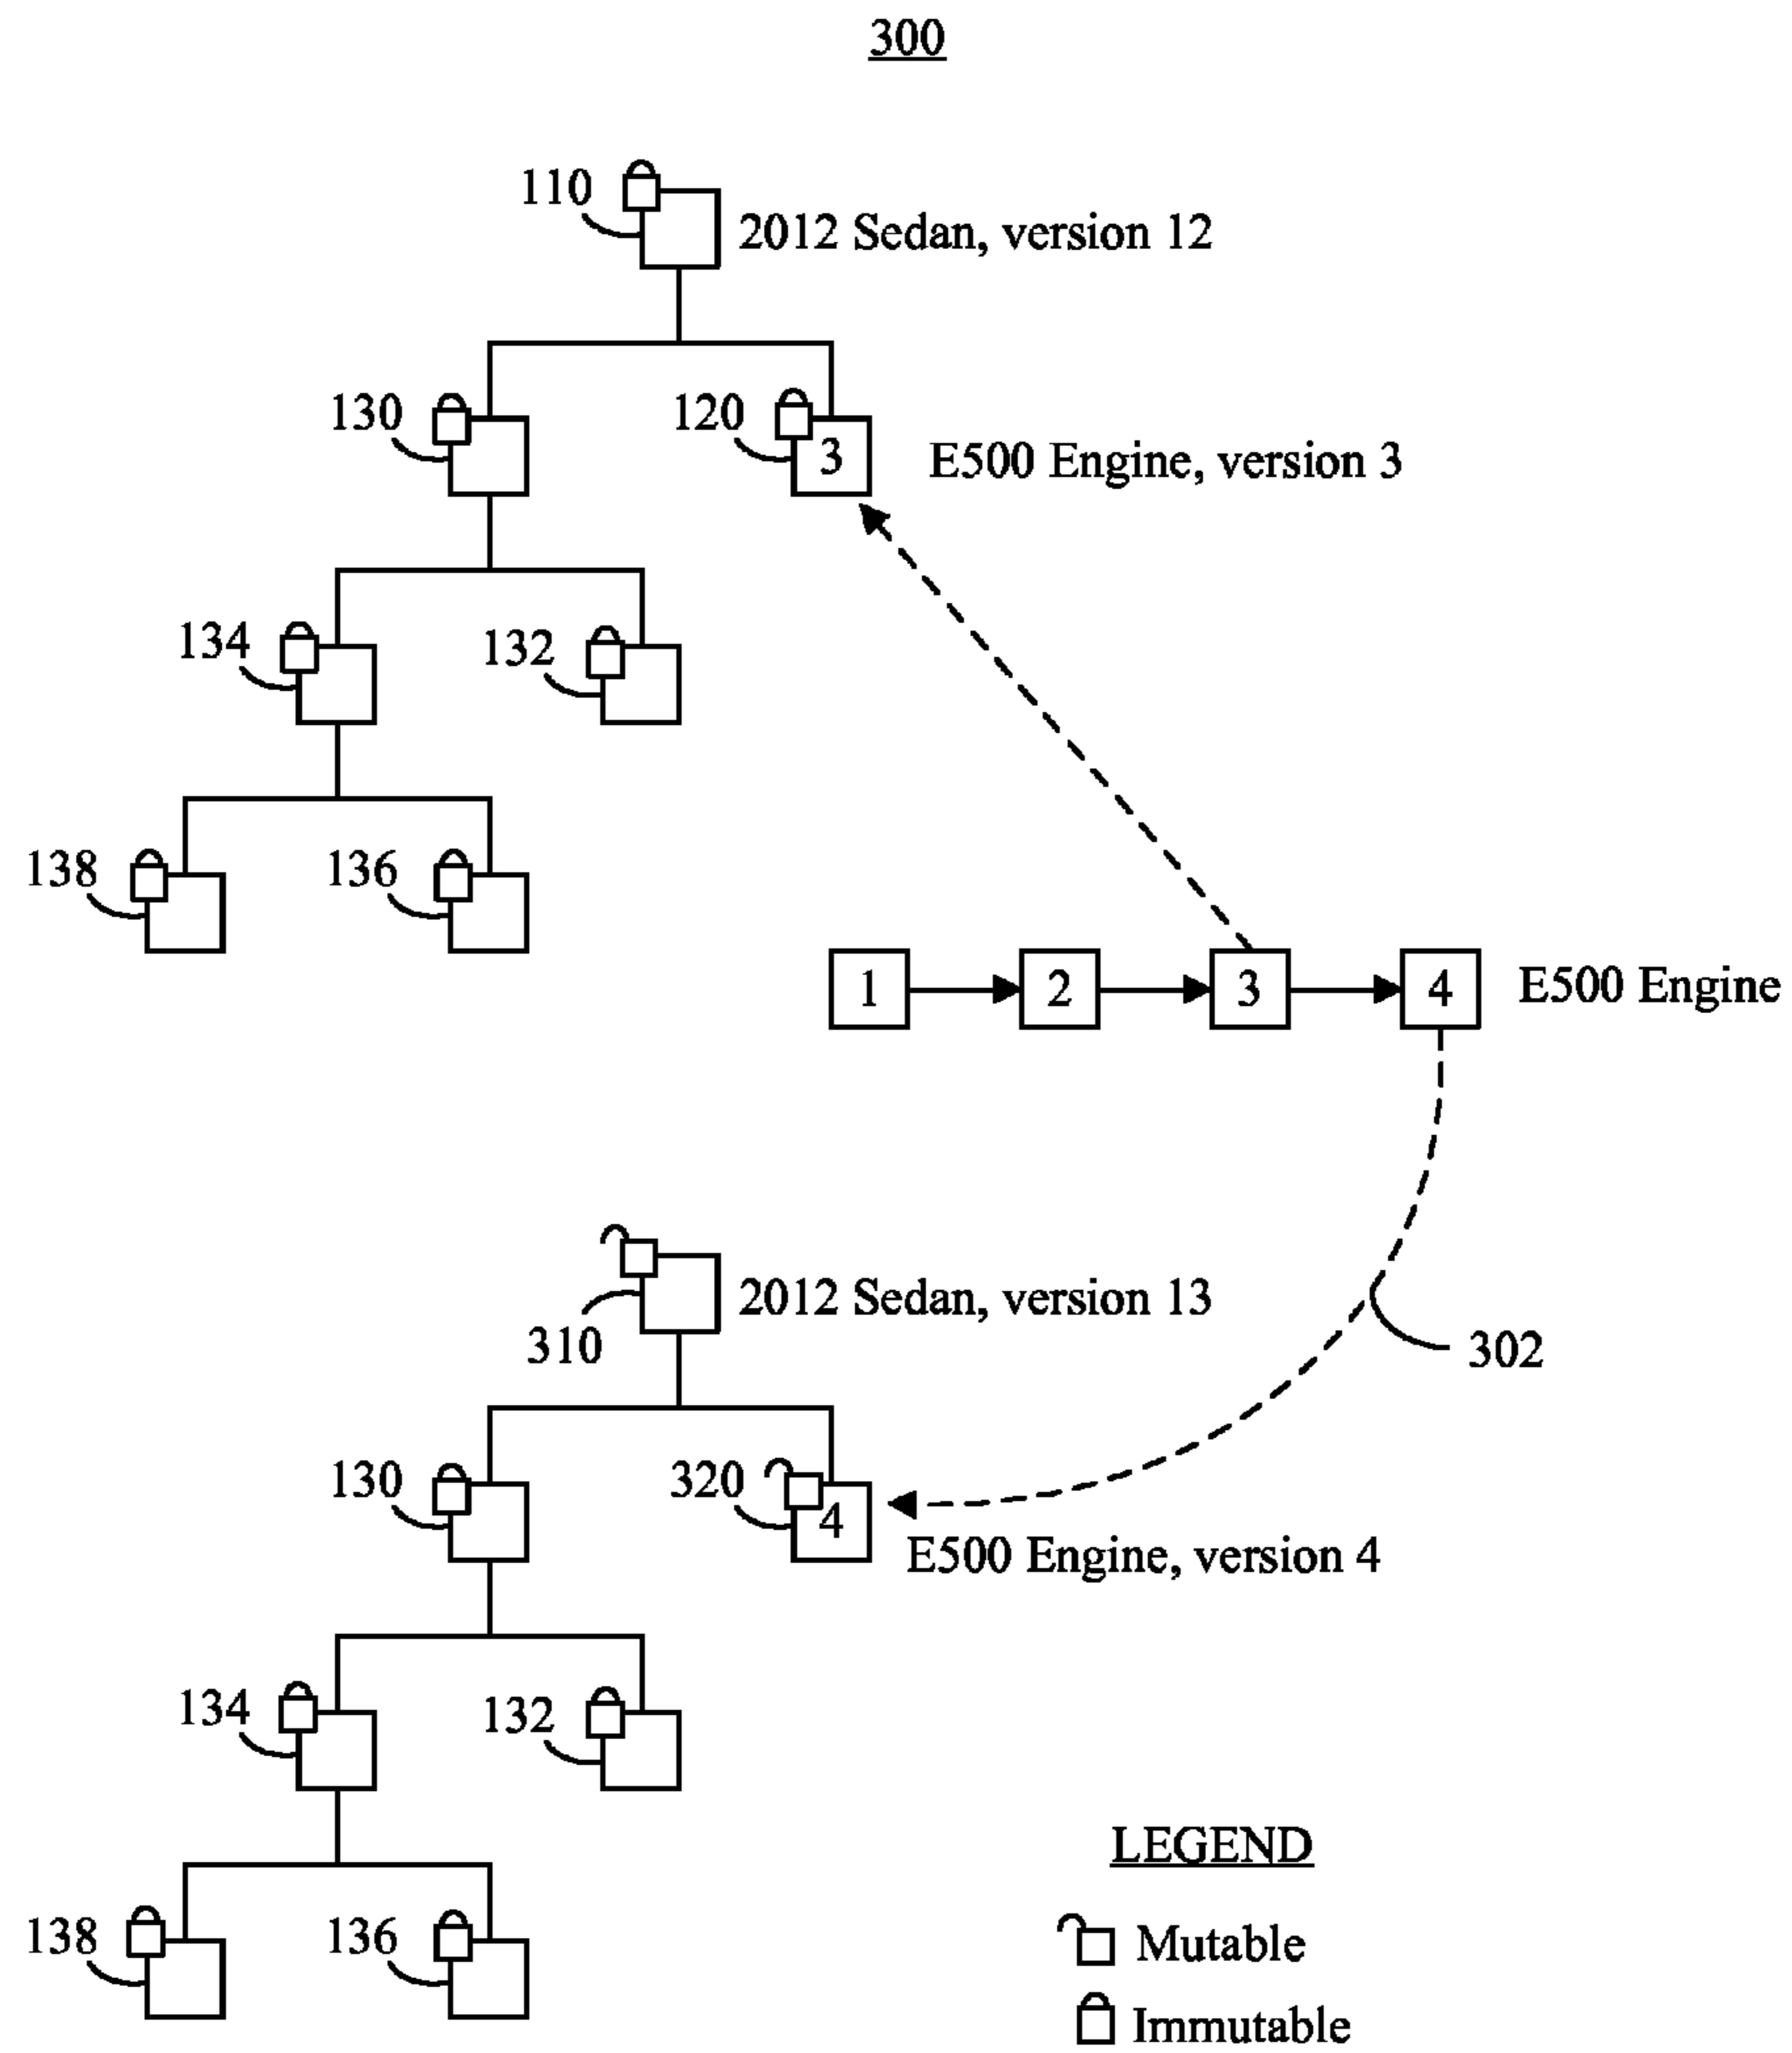 300
110
2012 Sedan, version 12
130
120
3
E500 Engine, version 3
134
132
138
136
1
2
3
4
E500 Engine
310
2012 Sedan, version 13
302
130
320
4
E500 Engine, version 4
134
132
138
136
LEGEND
Mutable
Immutable